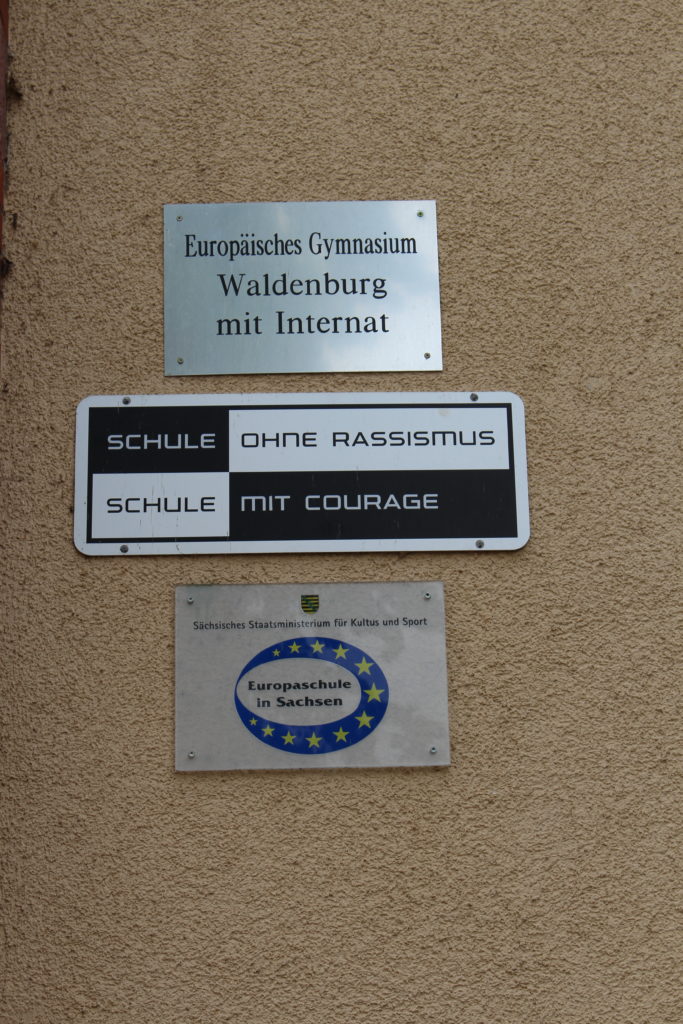 Europäisches Gymnasium
Waldenburg
mit Internat
SCHULE OHNE RASSISMUS
SCHULE MIT COURAGE
Sächsisches Staatsministerium für Kultus und Sport
Europaschule
in Sachsen